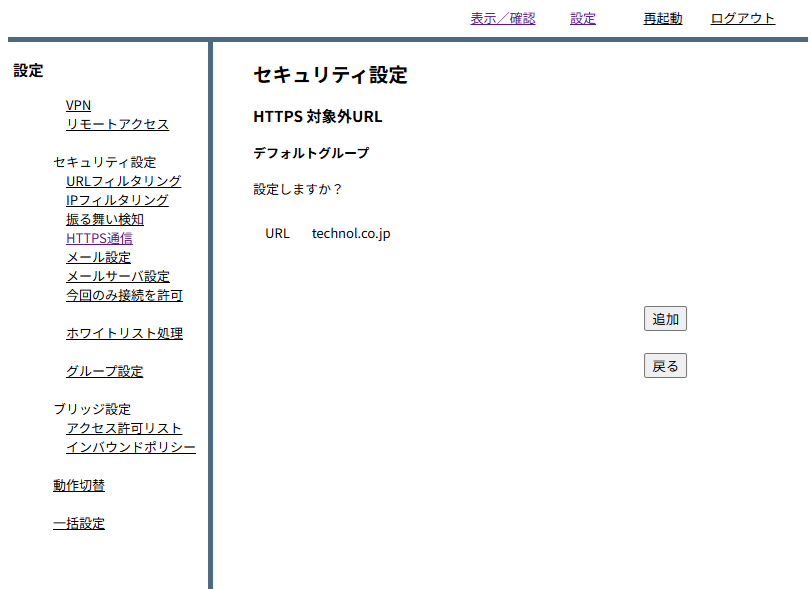 表示／確認 設定 再起動 ログアウト
設定
VPN
リモートアクセス
セキュリティ設定
URLフィルタリング
IPフィルタリング
振る舞い検知
HTTPS通信
メール設定
メールサーバ設定
今回のみ接続を許可
ホワイトリスト処理
グループ設定
ブリッジ設定
アクセス許可リスト
インバウンドポリシー
動作切替
一括設定
セキュリティ設定
HTTPS 対象外URL
デフォルトグループ
設定しますか？
URL technol.co.jp
追加
戻る